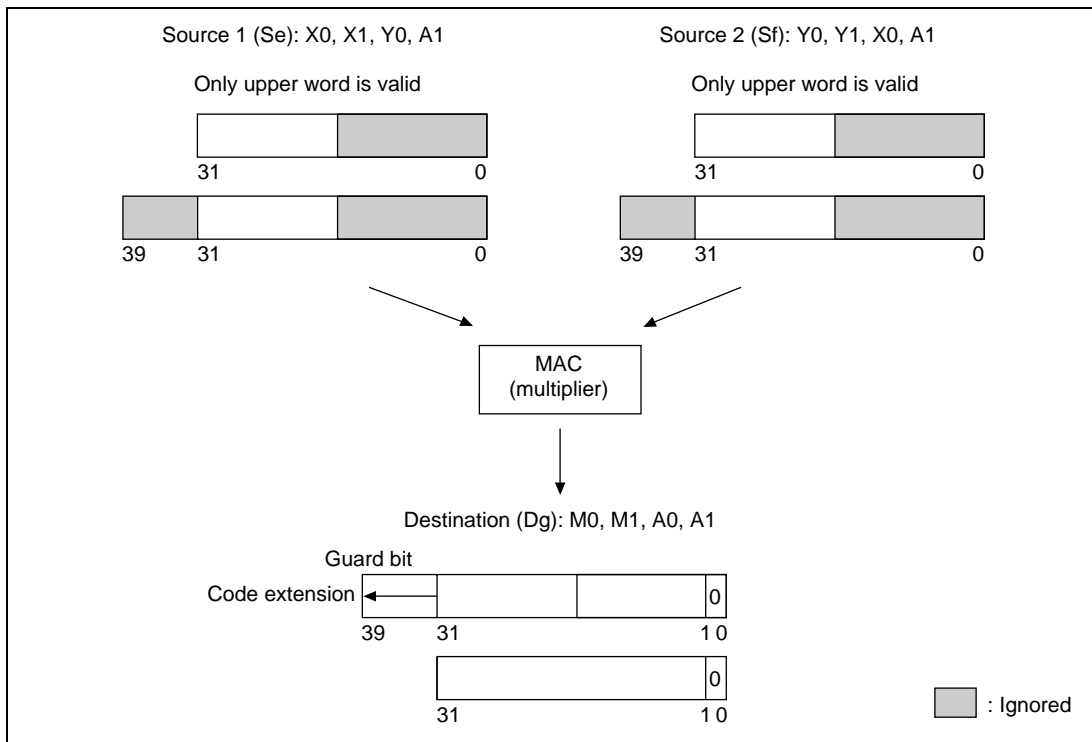 Source 1 (Se): X0, X1, Y0, A1
Source 2 (Sf): Y0, Y1, X0, A1
Only upper word is valid
Only upper word is valid
31 0
31 0
39 31 0
39 31 0
MAC
(multiplier)
Destination (Dg): M0, M1, A0, A1
Guard bit
Code extension
0
39 31 1 0
0
31 1 0
: Ignored